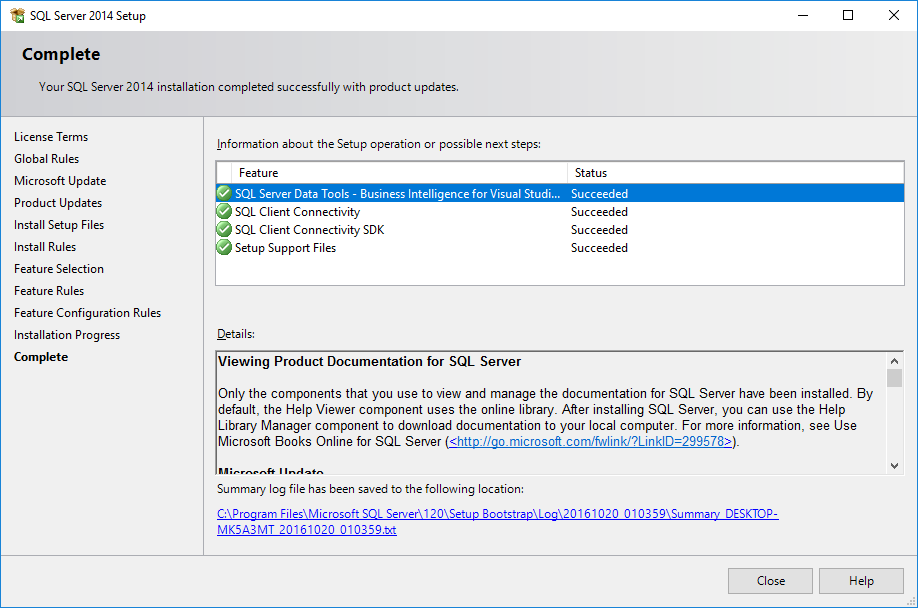 SQL Server 2014 Setup
Complete
Your SQL Server 2014 installation completed successfully with product updates.
License Terms
Global Rules
Microsoft Update
Product Updates
Install Setup Files
Install Rules
Feature Selection
Feature Rules
Feature Configuration Rules
Installation Progress
Complete
Information about the Setup operation or possible next steps:
Feature Status
SQL Server Data Tools - Business Intelligence for Visual Studi... Succeeded
SQL Client Connectivity Succeeded
SQL Client Connectivity SDK Succeeded
Setup Support Files Succeeded
Details:
Viewing Product Documentation for SQL Server
Only the components that you use to view and manage the documentation for SQL Server have been installed. By
default, the Help Viewer component uses the online library. After installing SQL Server, you can use the Help
Library Manager component to download documentation to your local computer. For more information, see Use
Microsoft Books Online for SQL Server (<http://go.microsoft.com/fwlink/?LinkID=299578>).
Microsoft Update
Summary log file has been saved to the following location:
C:\Program Files\Microsoft SQL Server\120\Setup Bootstrap\Log\20161020_010359\Summary_DESKTOP-
MK5A3MT_20161020_010359.txt
Close Help